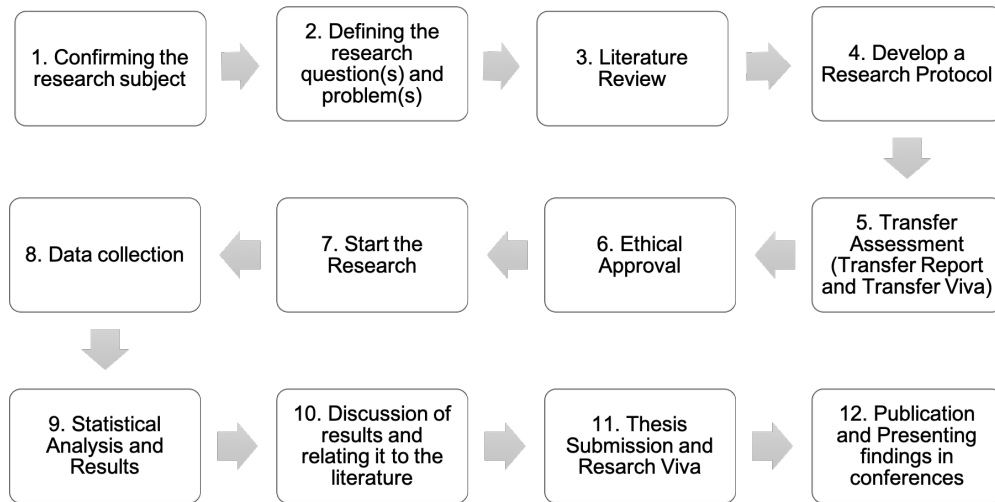 1. Confirming the
research subject
2. Defining the
research
question(s) and
problem(s)
3. Literature
Review
4. Develop a
Research Protocol
5. Transfer
Assessment
(Transfer Report
and Transfer Viva)
6. Ethical
Approval
7. Start the
Research
8. Data collection
9. Statistical
Analysis and
Results
10. Discussion of
results and
relating it to the
literature
11. Thesis
Submission and
Resarch Viva
12. Publication
and Presenting
findings in
conferences